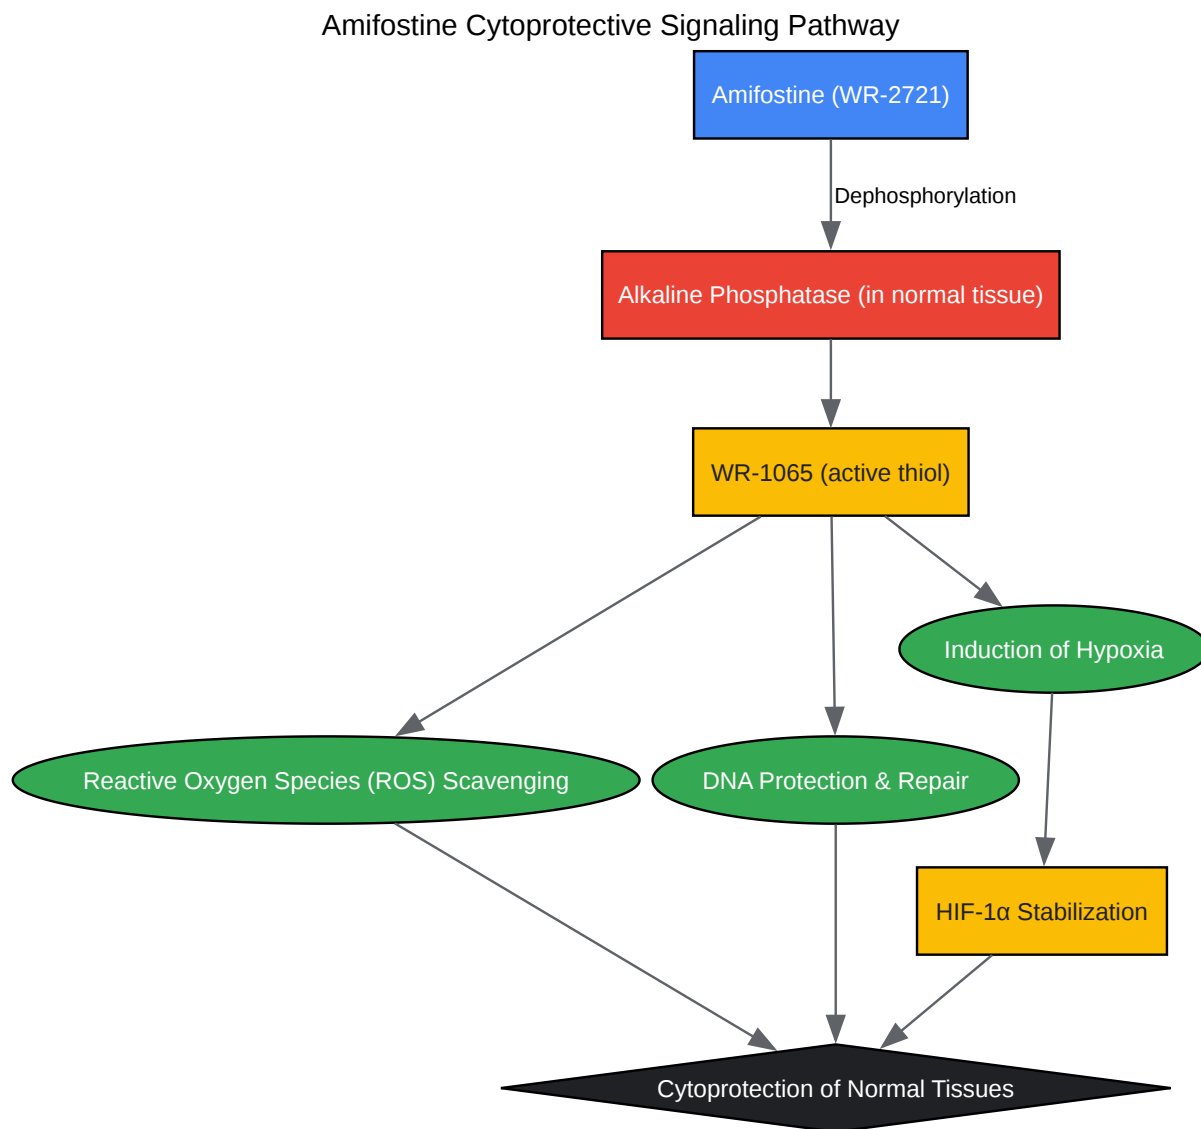 Amifostine Cytoprotective Signaling Pathway
Amifostine (WR-2721)
Dephosphorylation
Alkaline Phosphatase (in normal tissue)
WR-1065 (active thiol)
Induction of Hypoxia
Reactive Oxygen Species (ROS) Scavenging
DNA Protection & Repair
HIF-1α Stabilization
Cytoprotection of Normal Tissues